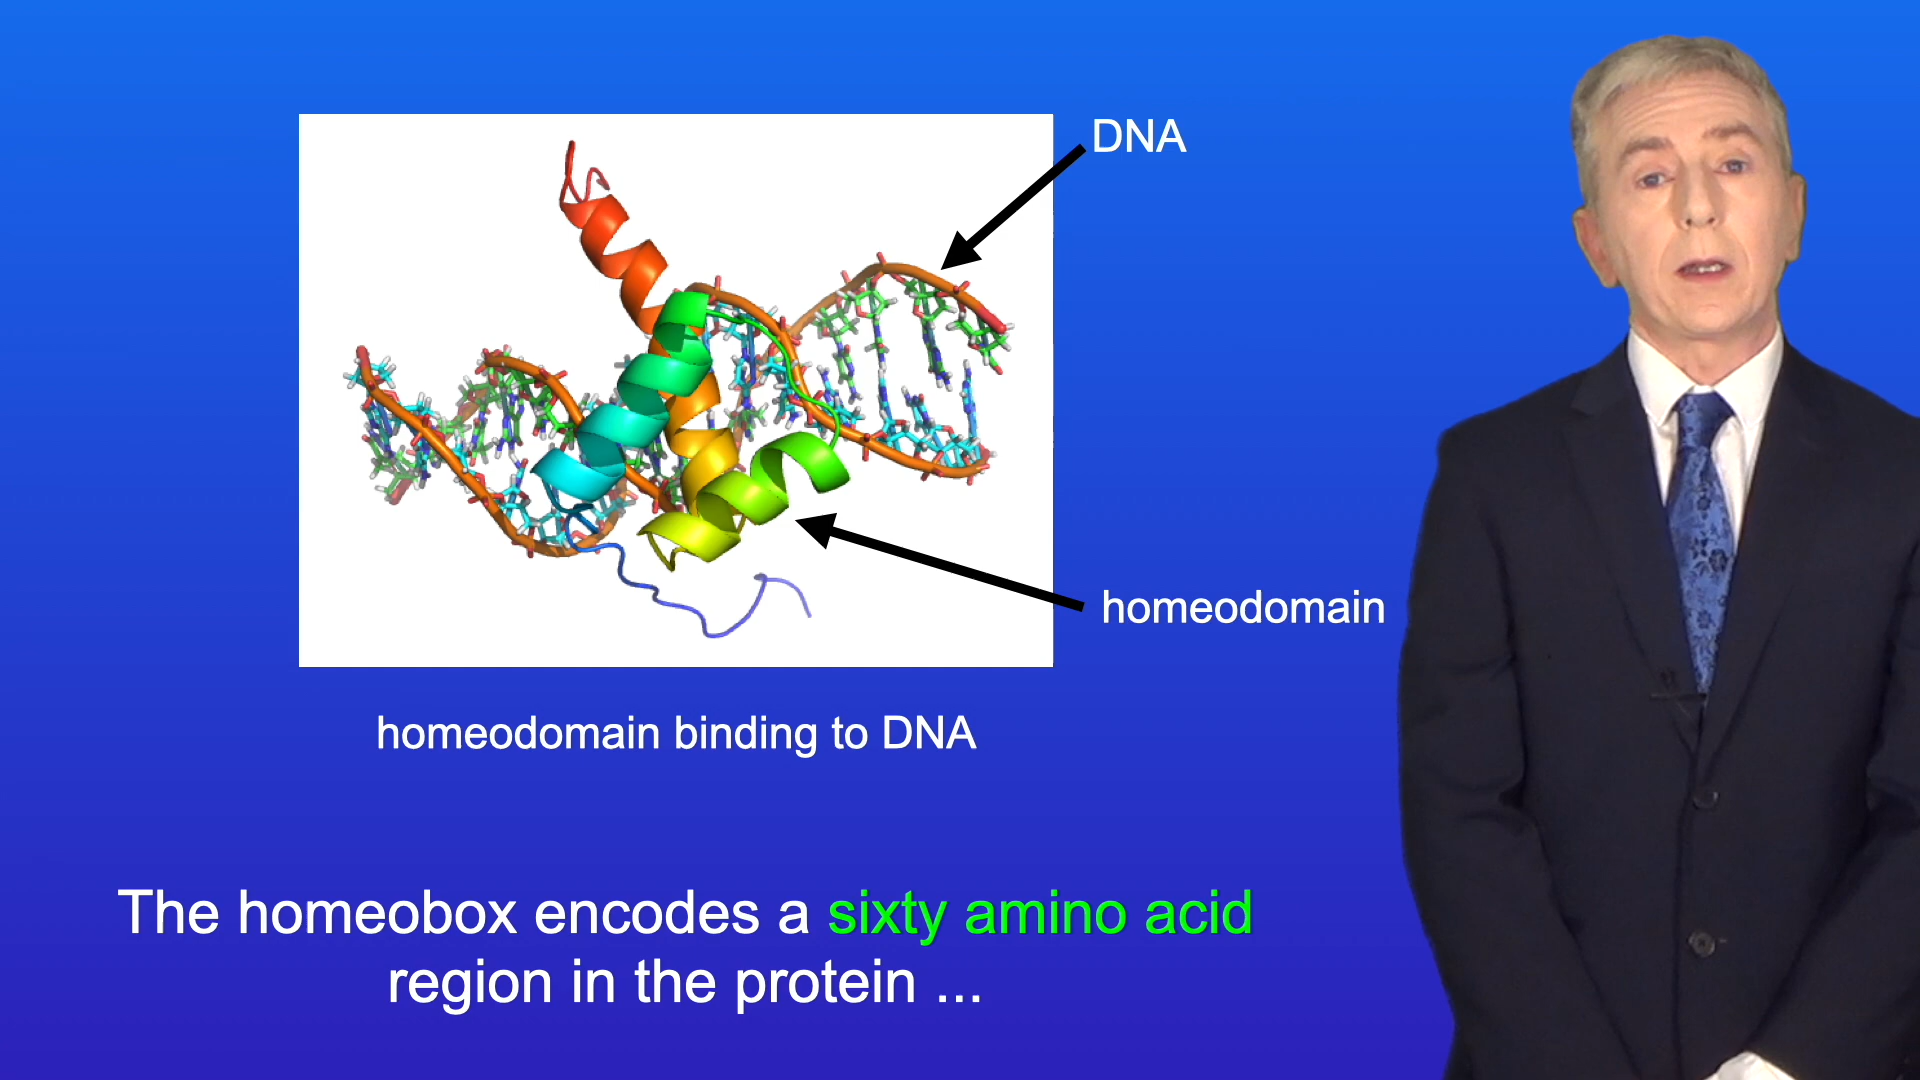 DNA
homeodomain
homeodomain binding to DNA
The homeobox encodes a sixty amino acid
region in the protein ...